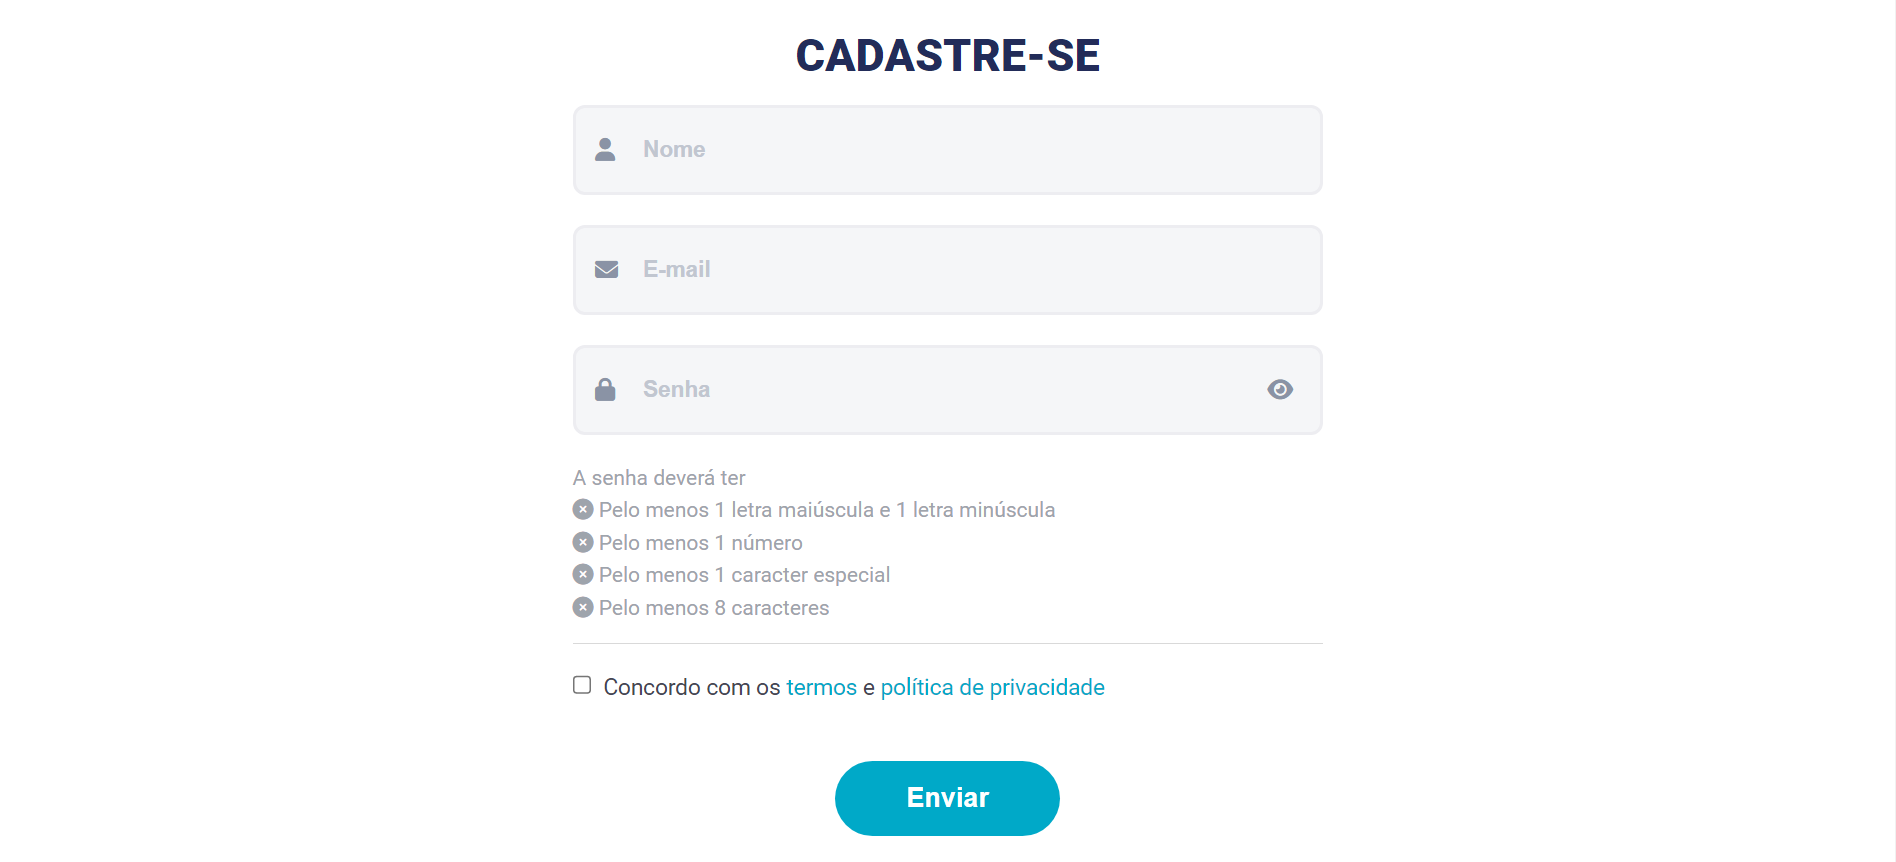 CADASTRE-SE
Nome
E-mail
Senha
A senha deverá ter
Pelo menos 1 letra maiúscula e 1 letra minúscula
Pelo menos 1 número
Pelo menos 1 caracter especial
Pelo menos 8 caracteres
Concordo com os termos e política de privacidade
Enviar